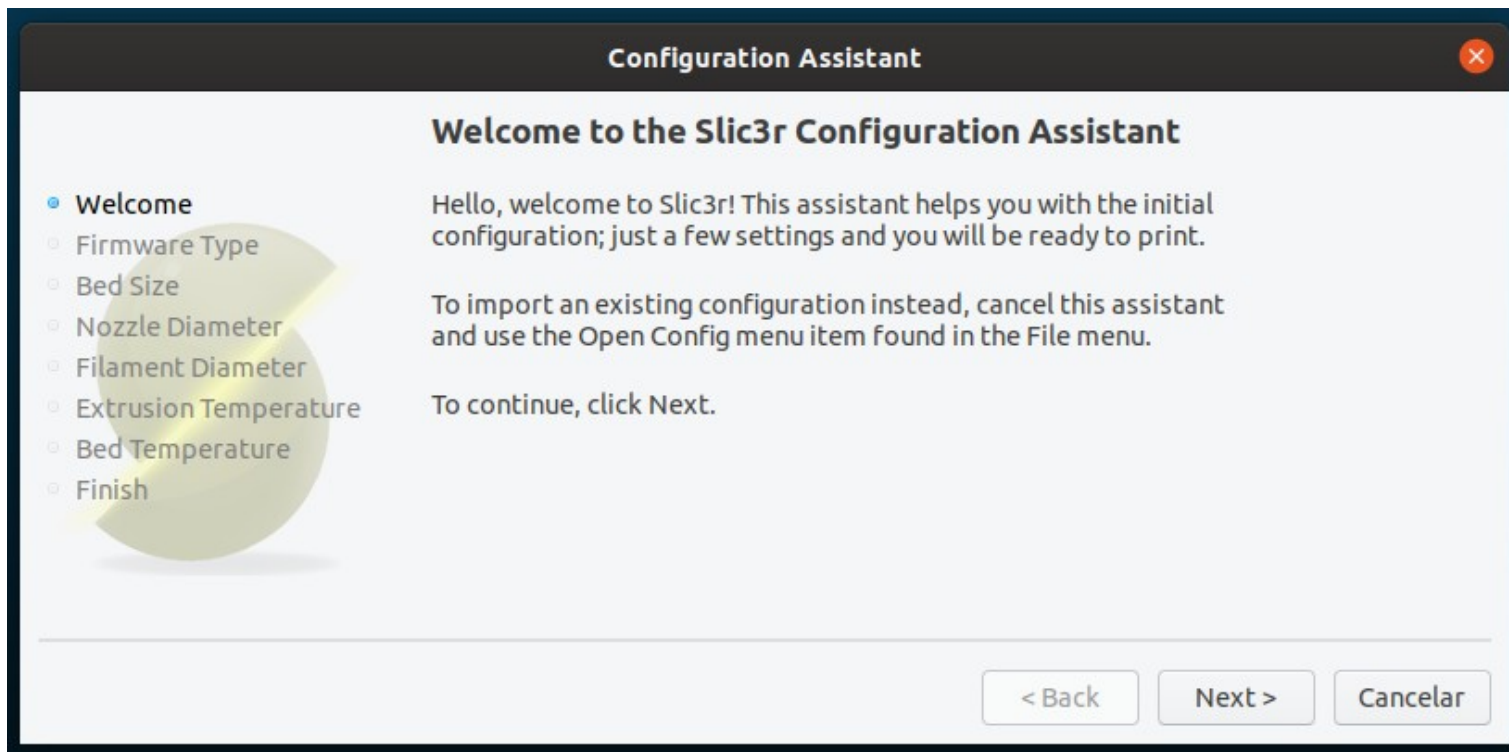 Configuration Assistant
Welcome to the Slic3r Configuration Assistant
Welcome
Firmware Type
Bed Size
Nozzle Diameter
Filament Diameter
Extrusion Temperature
Bed Temperature
Finish
Hello, welcome to Slic3r! This assistant helps you with the initial
configuration; just a few settings and you will be ready to print.
To import an existing configuration instead, cancel this assistant
and use the Open Config menu item found in the File menu.
To continue, click Next.
< Back
Next >
Cancelar